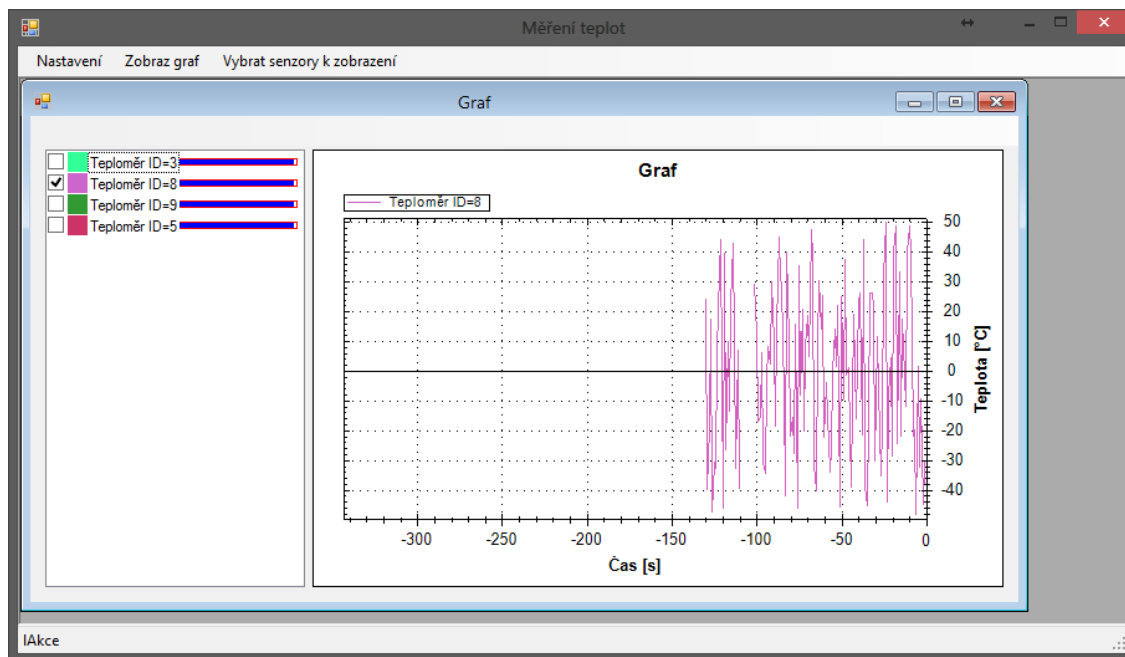 Měření teplot
Nastavení Zobraz graf Vybrat senzory k zobrazení
Graf
Teploměr ID=3
Teploměr ID=8
Teploměr ID=9
Teploměr ID=5
Graf
Teploměr ID=8
50
40
30
20
10
0
-10
-20
-30
-40
Teplota [°C]
-300 -250 -200 -150 -100 -50 0
Čas [s]
lAkce